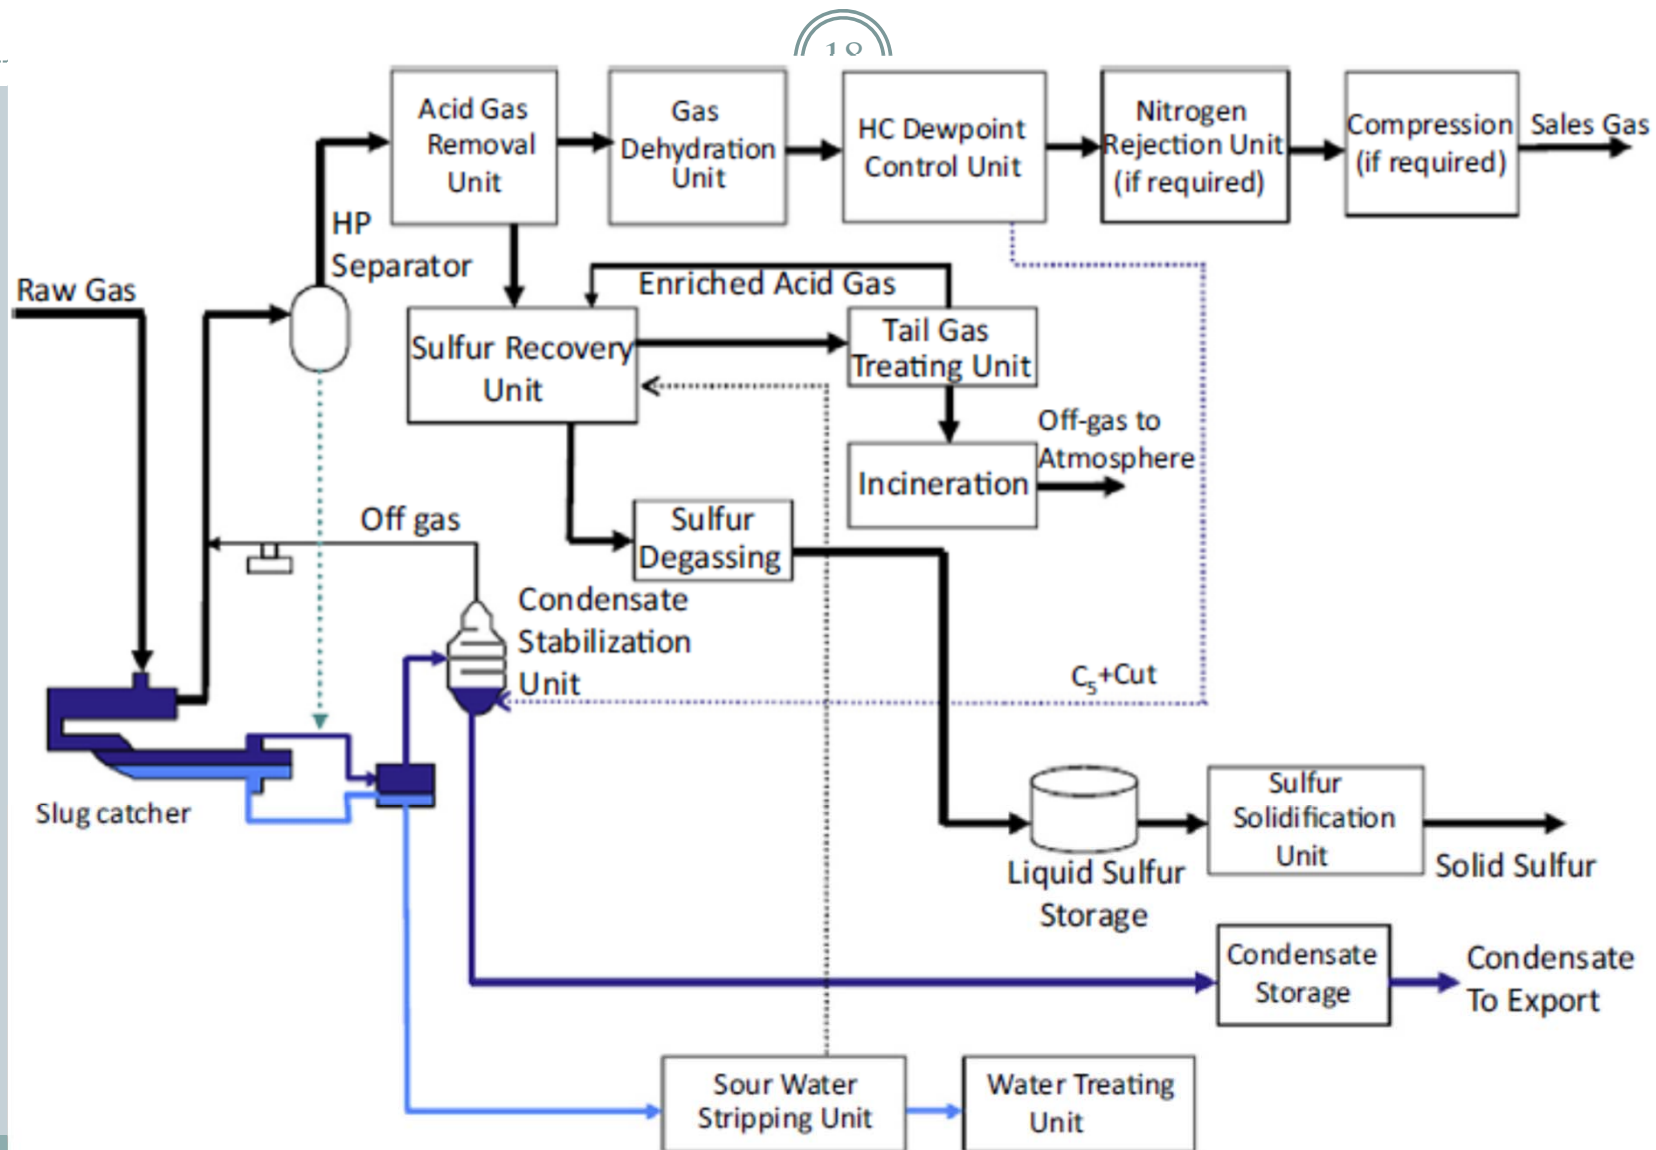 Acid Gas
Removal
Unit
Gas
Dehydration
Unit
HC Dewpoint
Control Unit
Nitrogen
Rejection Unit
(if required)
Compression
(if required)
Sales Gas
HP
Separator
Raw Gas
Enriched Acid Gas
Sulfur Recovery
Unit
Tail Gas
Treating Unit
Off-gas to
Atmosphere
Incineration
Off gas
Sulfur
Degassing
Condensate
Stabilization
Unit
C5+Cut
Slug catcher
Sulfur
Solidification
Unit
Liquid Sulfur
Storage
Solid Sulfur
Condensate
Storage
Condensate
To Export
Sour Water
Stripping Unit
Water Treating
Unit